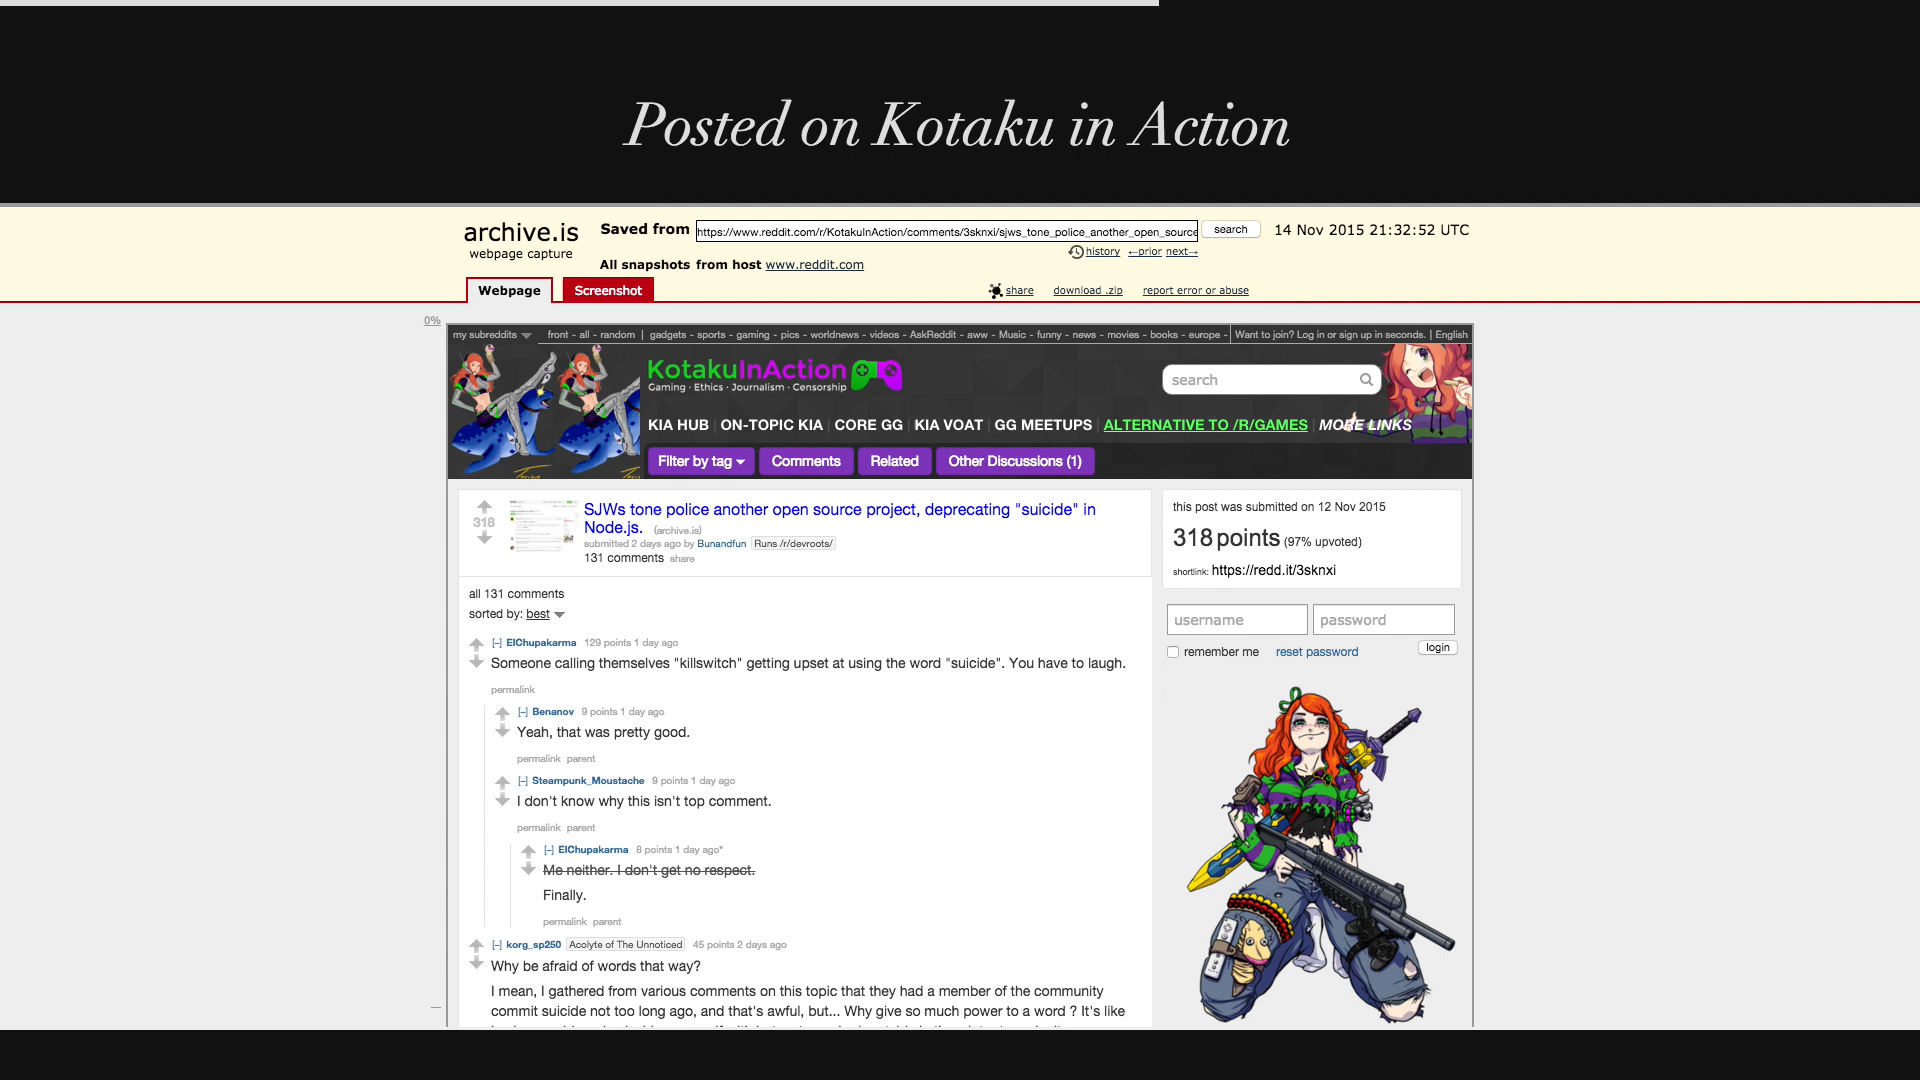 Posted on Kotaku in Action
archive.is
webpage capture
Saved from https://www.reddit.com/r/KotakuInAction/comments/3sknxi/sjws_tone_police_another_open_source search 14 Nov 2015 21:32:52 UTC
history ←prior next→
All snapshots from host www.reddit.com
Webpage Screenshot
share download .zip report error or abuse
0%
my subreddits front - all - random | gadgets - sports - gaming - pics - worldnews - videos - AskReddit - aww - Music - funny - news - movies - books - europe - Want to join? Log in or sign up in seconds. | English
KotakuInAction
Gaming · Ethics · Journalism · Censorship
search
KIA HUB | ON-TOPIC KIA | CORE GG | KIA VOAT | GG MEETUPS | ALTERNATIVE TO /R/GAMES | MORE LINKS
Filter by tag Comments Related Other Discussions (1)
318
SJWs tone police another open source project, deprecating "suicide" in
Node.js. (archive.is)
submitted 2 days ago by Bunandfun Runs /r/devroots/
131 comments share
this post was submitted on 12 Nov 2015
318 points (97% upvoted)
shortlink: https://redd.it/3sknxi
username password
remember me reset password login
all 131 comments
sorted by: best
[–] ElChupakarma 129 points 1 day ago
Someone calling themselves "killswitch" getting upset at using the word "suicide". You have to laugh.
permalink
[–] Benanov 9 points 1 day ago
Yeah, that was pretty good.
permalink parent
[–] Steampunk_Moustache 9 points 1 day ago
I don't know why this isn't top comment.
permalink parent
[–] ElChupakarma 8 points 1 day ago*
Me neither. I don't get no respect.
Finally.
permalink parent
[–] korg_sp250 Acolyte of The Unnoticed 45 points 2 days ago
Why be afraid of words that way?
I mean, I gathered from various comments on this topic that they had a member of the community
commit suicide not too long ago, and that's awful, but... Why give so much power to a word ? It's like